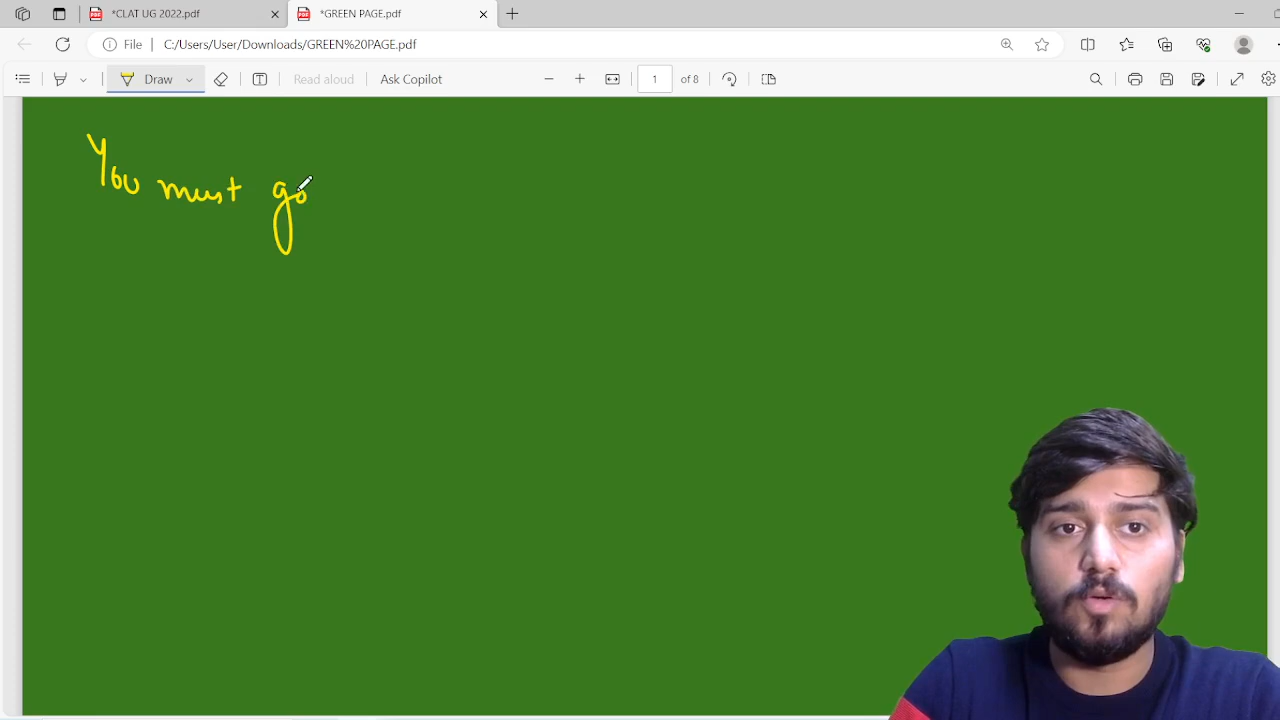 *CLAT UG 2022.pdf
*GREEN PAGE.pdf
File C:/Users/User/Downloads/GREEN%20PAGE.pdf
Draw Read aloud Ask Copilot 1 of 8
You must go